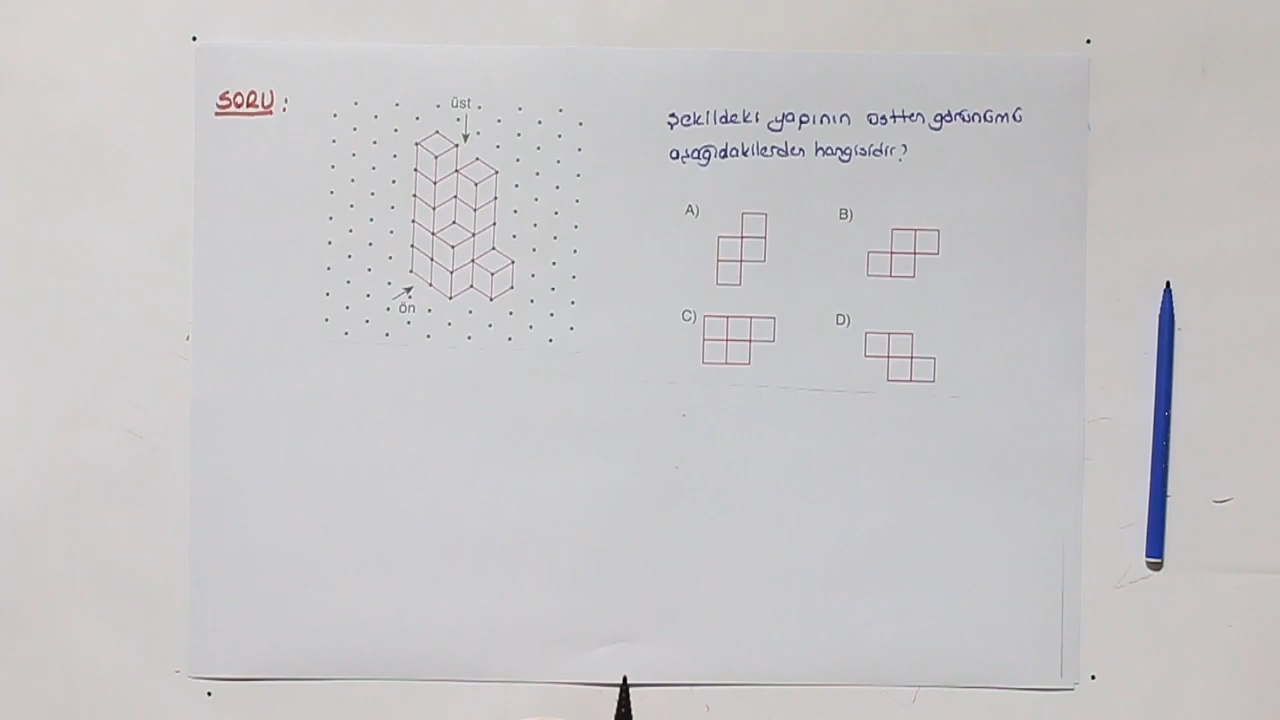 SORU:
üst
ön
Şekildeki yapının üstten görünümü
aşağıdakilerden hangisidir?
A)
B)
C)
D)